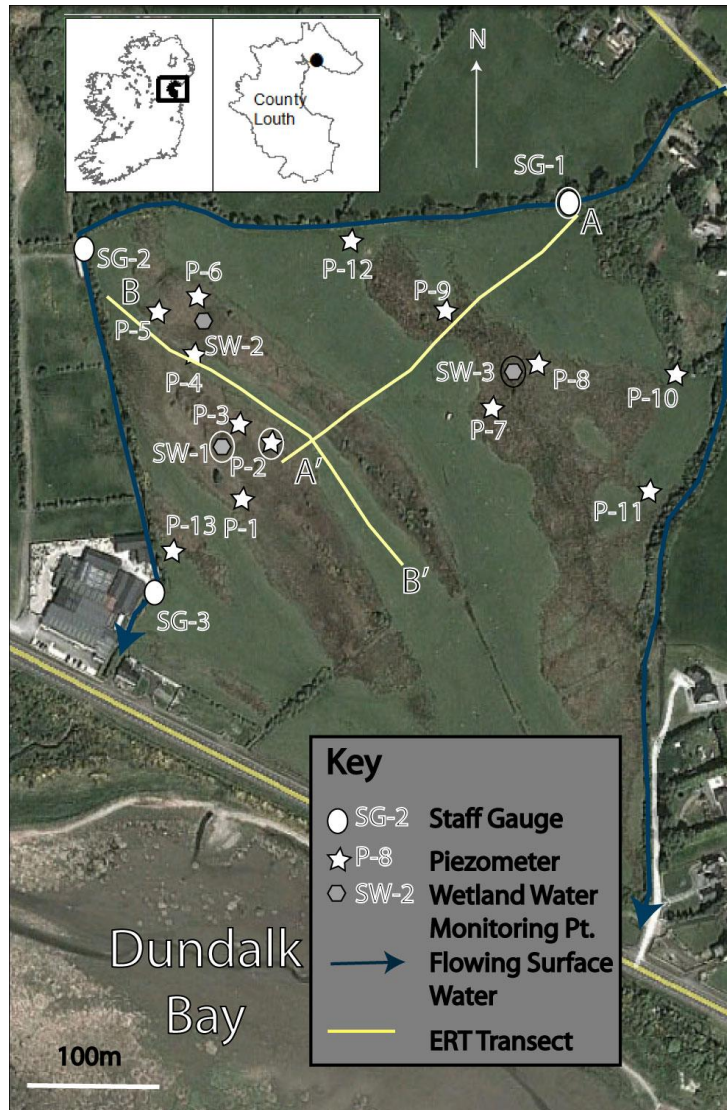 County
Louth
N
SG-1
A
SG-2
P-12
P-6
B
P-9
P-5
SW-2
P-4
SW-3
P-8
P-10
P-7
P-3
SW-1
P-2
A'
P-11
P-1
P-13
B'
SG-3
Key
SG-2 Staff Gauge
P-8 Piezometer
SW-2 Wetland Water
Monitoring Pt.
Flowing Surface
Water
ERT Transect
Dundalk
Bay
100m